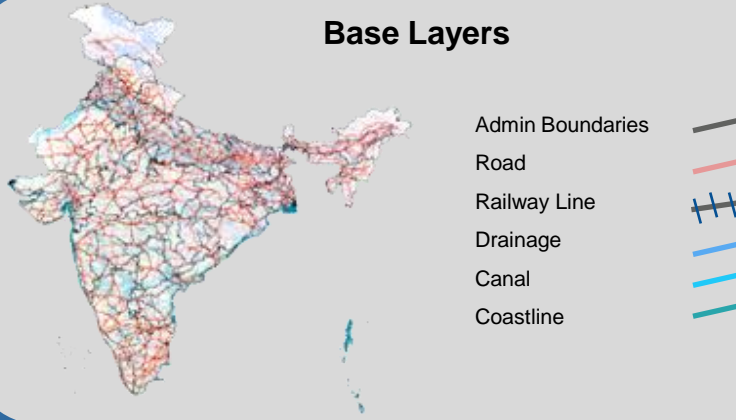 Base Layers
Admin Boundaries
Road
Railway Line
Drainage
Canal
Coastline